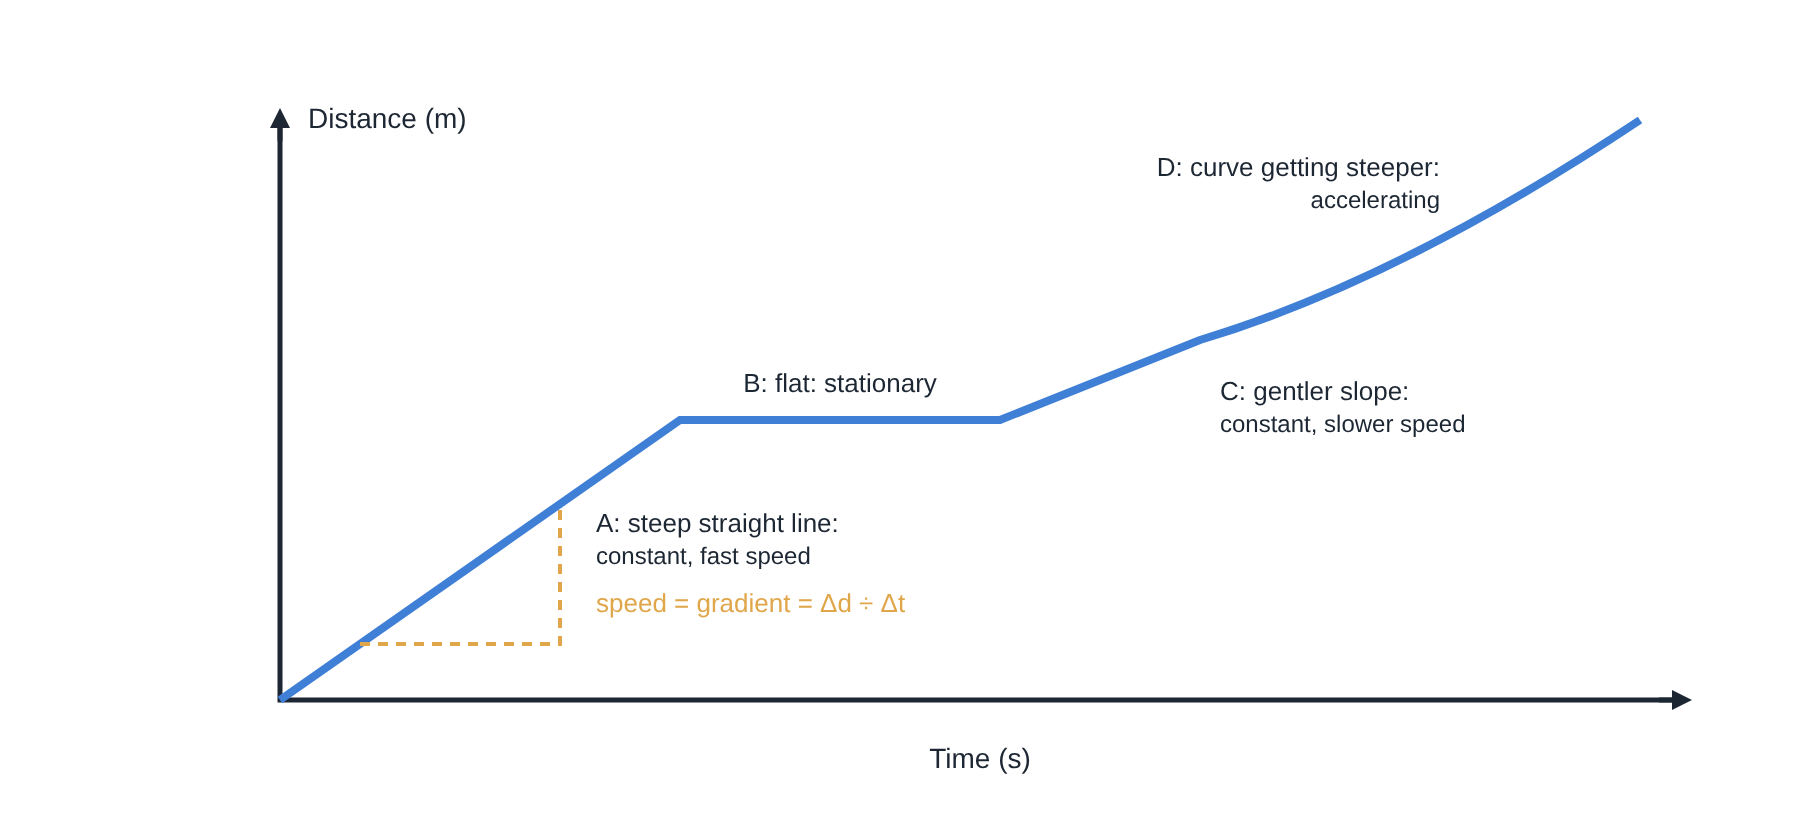 Distance (m)
D: curve getting steeper:
accelerating
B: flat: stationary
C: gentler slope:
constant, slower speed
A: steep straight line:
constant, fast speed
speed = gradient = Δd ÷ Δt
Time (s)